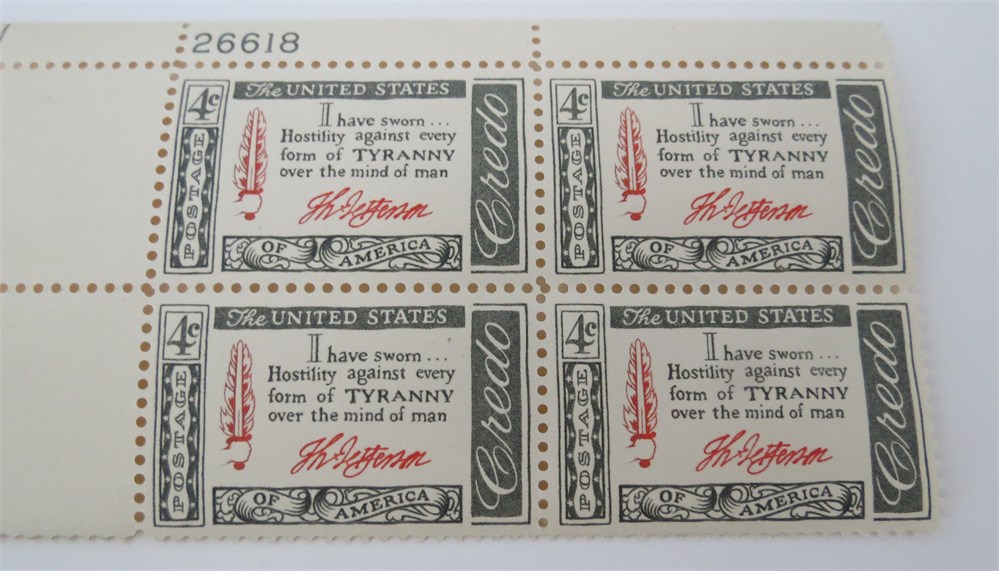 26618
4c
The UNITED STATES
I have sworn ...
Hostility against every
form of TYRANNY
over the mind of man
Th Jefferson
POSTAGE
OF AMERICA
Credo
4c
The UNITED STATES
I have sworn ...
Hostility against every
form of TYRANNY
over the mind of man
Th Jefferson
POSTAGE
OF AMERICA
Credo
4c
The UNITED STATES
I have sworn ...
Hostility against every
form of TYRANNY
over the mind of man
Th Jefferson
POSTAGE
OF AMERICA
Credo
4c
The UNITED STATES
I have sworn ...
Hostility against every
form of TYRANNY
over the mind of man
Th Jefferson
POSTAGE
OF AMERICA
Credo